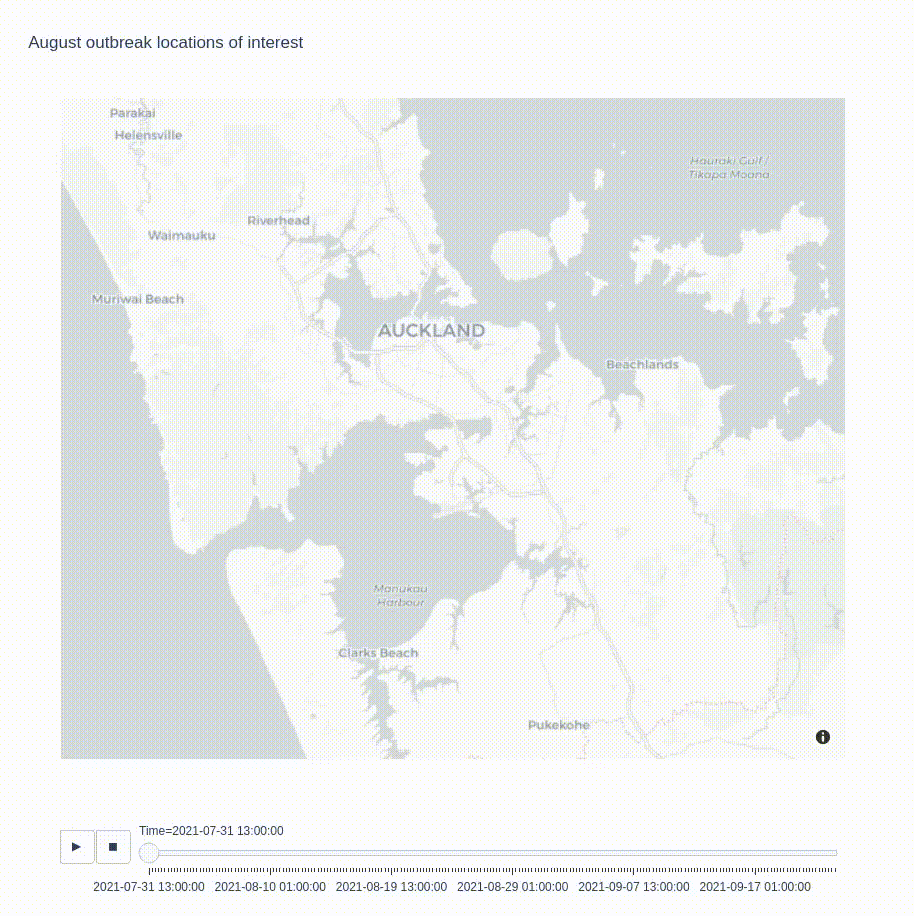 August outbreak locations of interest
Parakai
Helensville
Hauraki Gulf /
Tīkapa Moana
Riverhead
Waimauku
Muriwai Beach
AUCKLAND
Beachlands
Manukau
Harbour
Clarks Beach
Pukekohe
Time=2021-07-31 13:00:00
2021-07-31 13:00:00 2021-08-10 01:00:00 2021-08-19 13:00:00 2021-08-29 01:00:00 2021-09-07 13:00:00 2021-09-17 01:00:00